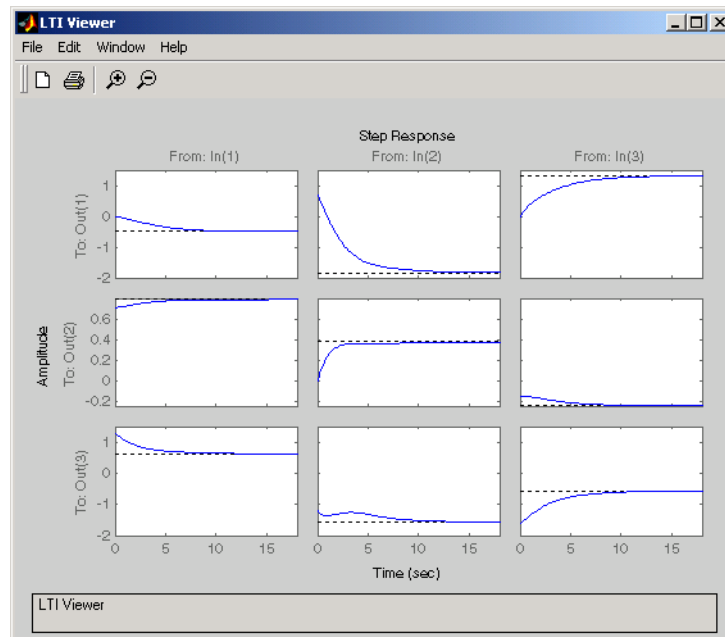 LTI Viewer
File Edit Window Help
Step Response
From: In(1) From: In(2) From: In(3)
Amplitude
To: Out(1)
1
0
-1
-2
To: Out(2)
0.6
0.4
0.2
0
-0.2
To: Out(3)
1
0
-1
-2
0 5 10 15 0 5 10 15 0 5 10 15
Time (sec)
LTI Viewer